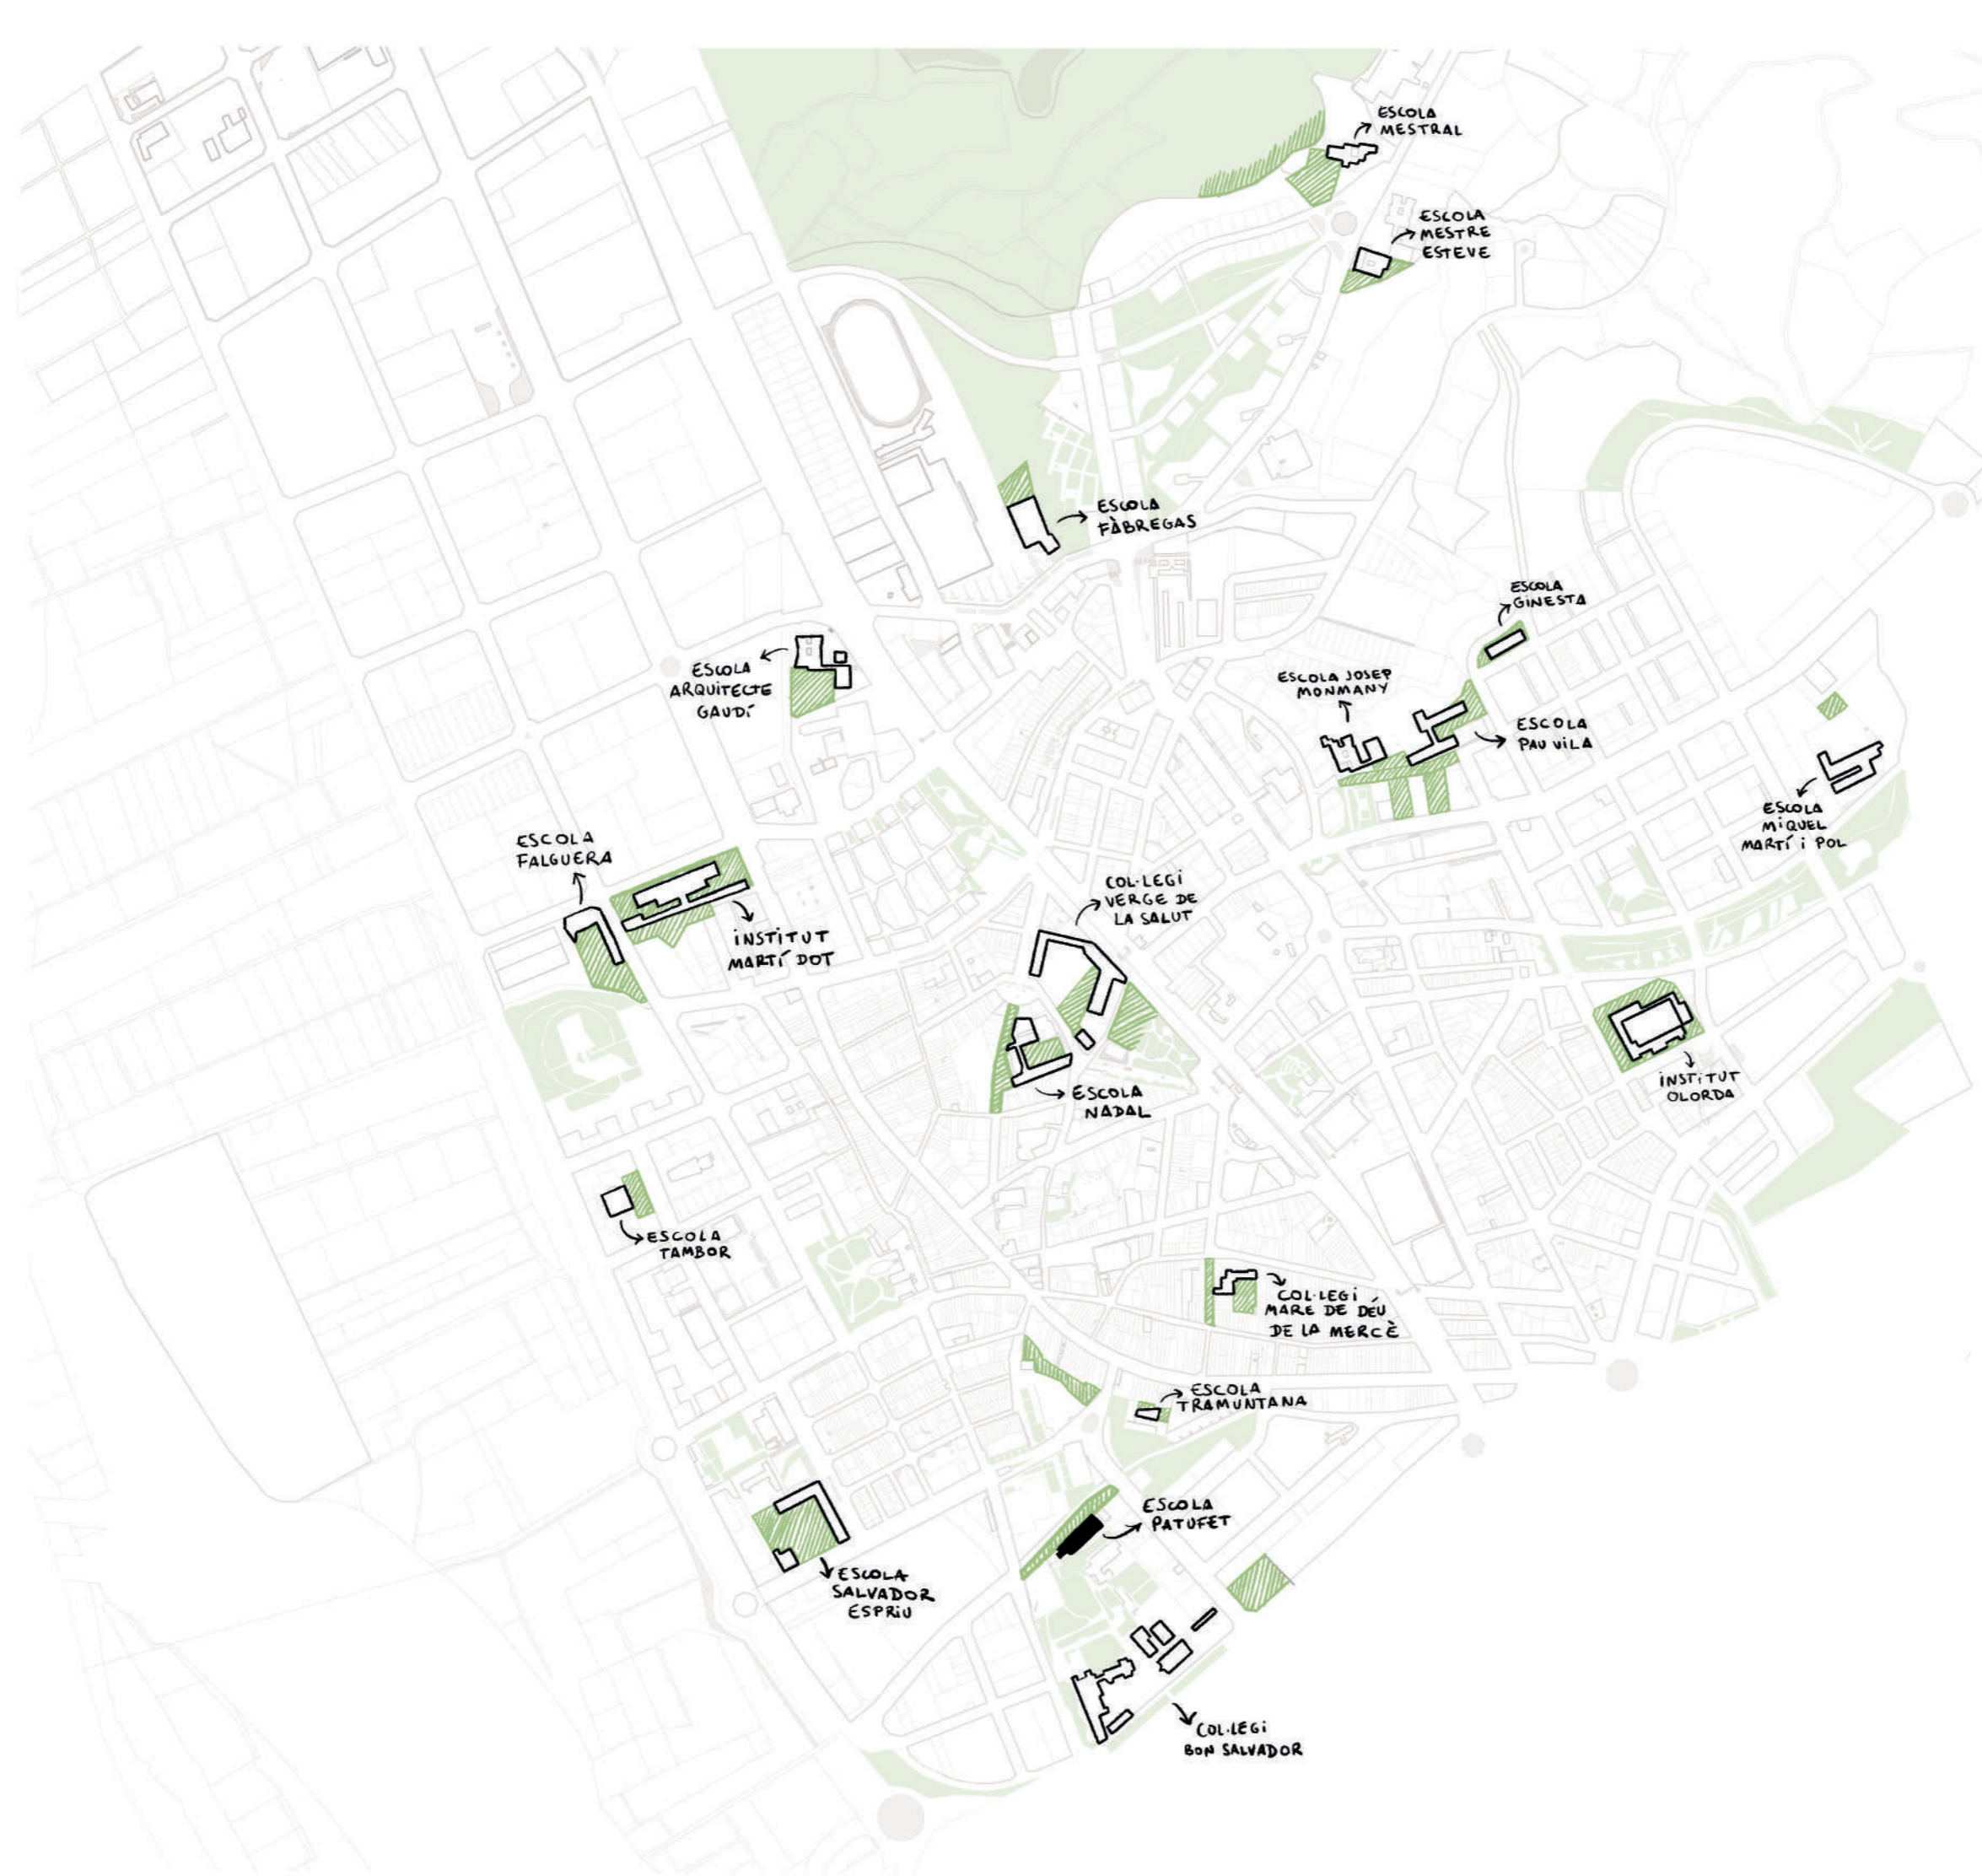 ESCOLA
MESTRAL
ESCOLA
MESTRE
ESTEVE
ESCOLA
FÀBREGAS
ESCOLA
GINESTA
ESCOLA
ARQUITECTE
GAUDÍ
ESCOLA JOSEP
MONMANY
ESCOLA
PAU VILA
ESCOLA
MIQUEL
MARTÍ I POL
ESCOLA
FALGUERA
INSTITUT
MARTÍ DOT
COL·LEGI
VERGE DE
LA SALUT
ESCOLA
NADAL
INSTITUT
OLORDA
ESCOLA
TAMBOR
COL·LEGI
MARE DE DÉU
DE LA MERCÈ
ESCOLA
TRAMUNTANA
ESCOLA
PATUFET
ESCOLA
SALVADOR
ESPRIU
COL·LEGI
BON SALVADOR